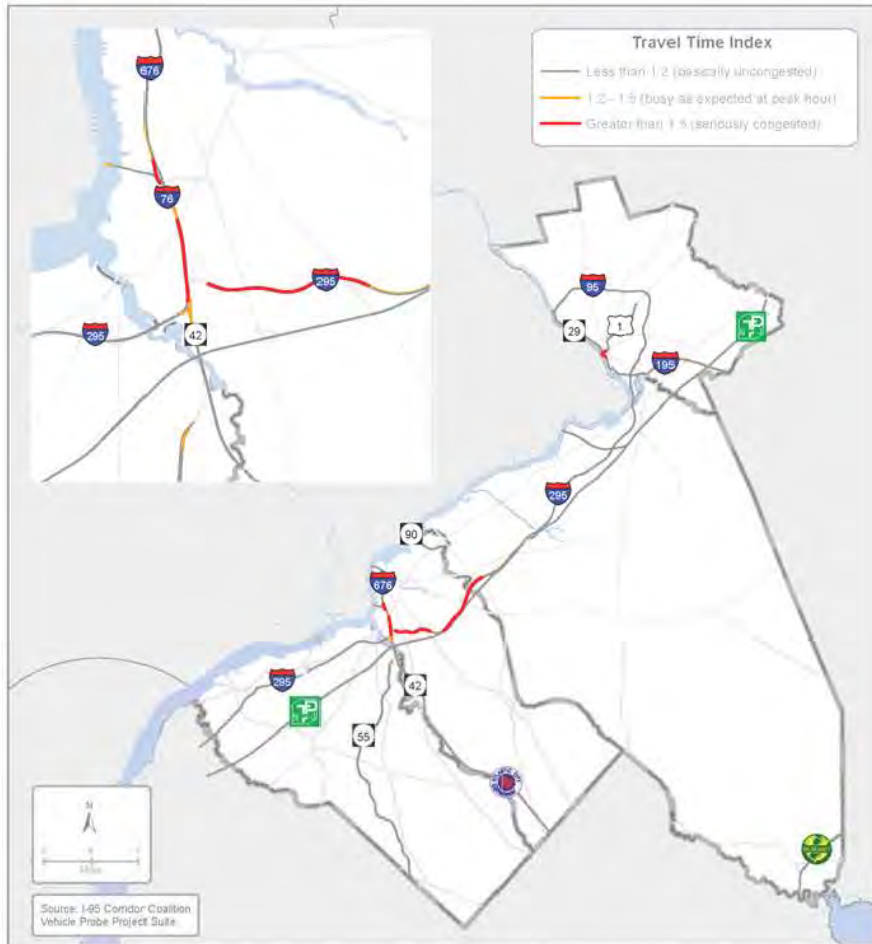 Travel Time Index
Less than 1.2 (basically uncongested)
1.2 - 1.5 (busy as expected at peak hour)
Greater than 1.5 (seriously congested)
676
76
295
295
42
95
29
1
195
295
90
676
295
42
55
N
Miles
Source: I-95 Corridor Coalition
Vehicle Probe Project Suite